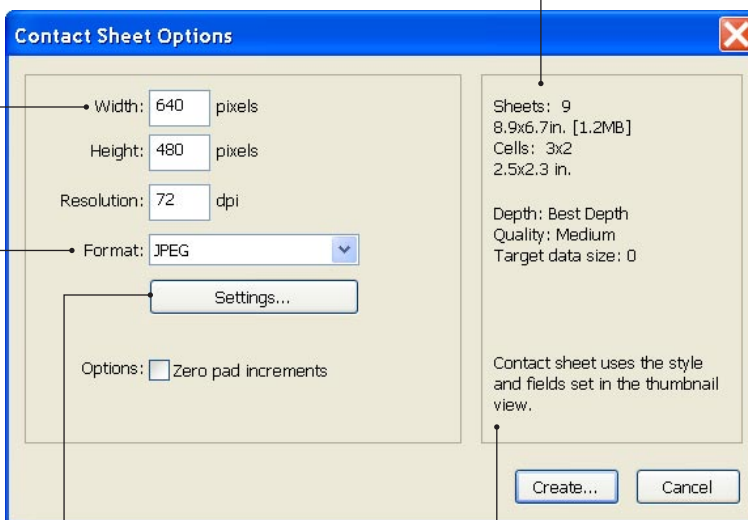 Contact Sheet Options
Width: 640 pixels
Height: 480 pixels
Resolution: 72 dpi
Format: JPEG
Settings...
Options: Zero pad increments
Sheets: 9
8.9x6.7in. [1.2MB]
Cells: 3x2
2.5x2.3 in.
Depth: Best Depth
Quality: Medium
Target data size: 0
Contact sheet uses the style
and fields set in the thumbnail
view.
Create... Cancel